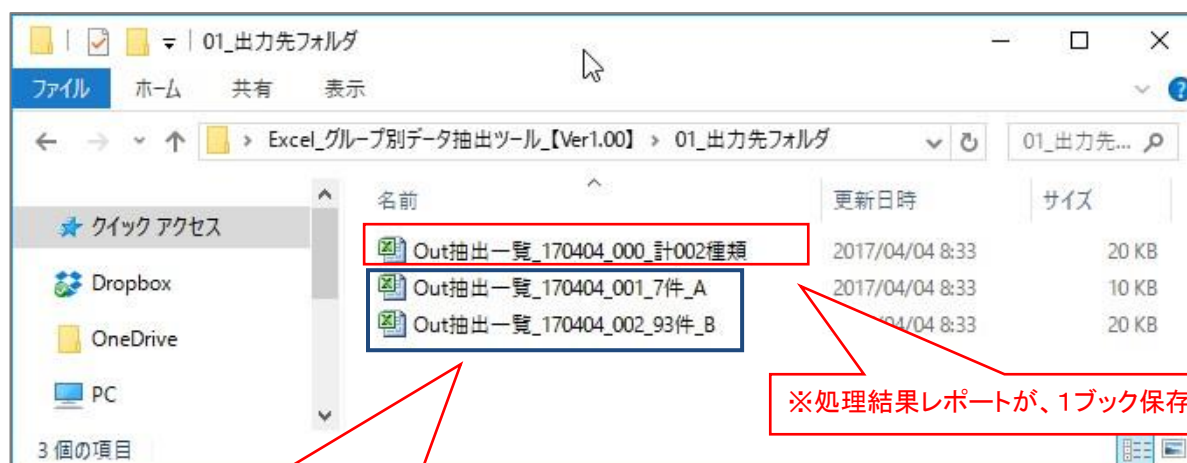 01_出力先フォルダ
ファイル ホーム 共有 表示
Excel_グループ別データ抽出ツール_【Ver1.00】 › 01_出力先フォルダ 01_出力先...
名前 更新日時 サイズ
クイック アクセス
Out抽出一覧_170404_000_計002種類 2017/04/04 8:33 20 KB
Dropbox Out抽出一覧_170404_001_7件_A 2017/04/04 8:33 10 KB
Out抽出一覧_170404_002_93件_B /04/04 8:33 20 KB
OneDrive
PC
※処理結果レポートが、1ブック保存
3 個の項目